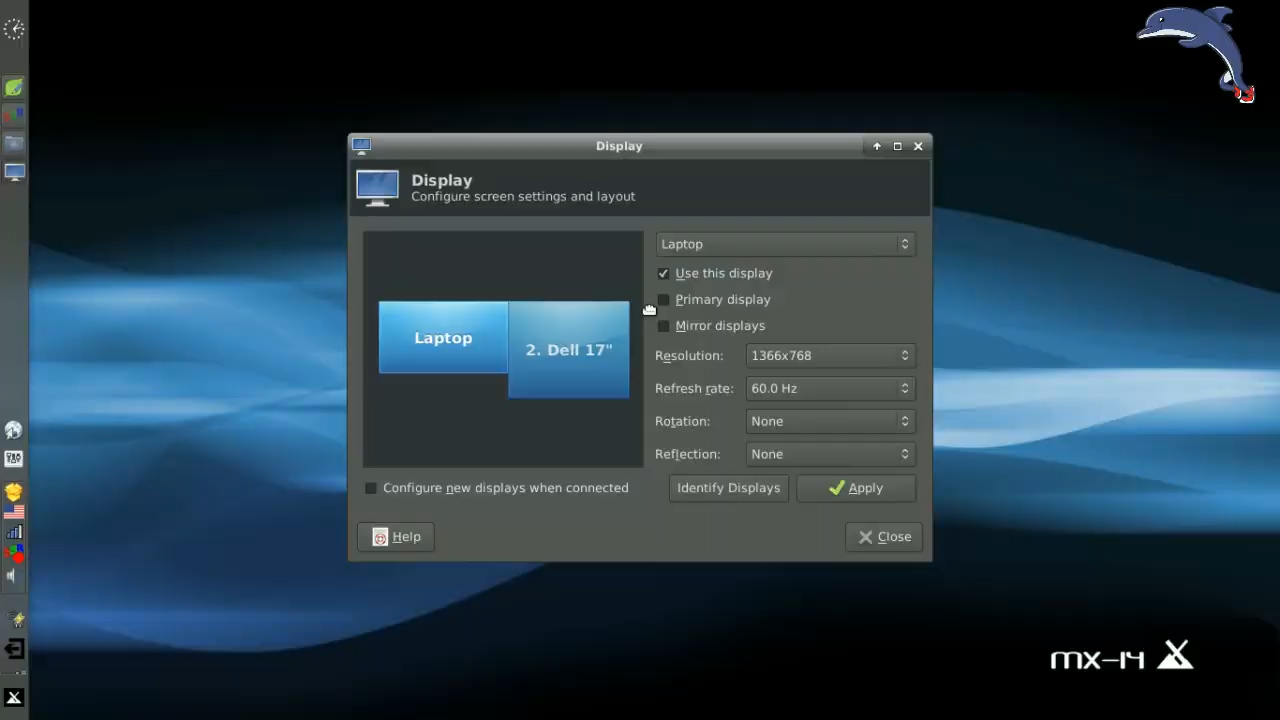 Display
Display
Configure screen settings and layout
Laptop
Use this display
Primary display
Mirror displays
Laptop
2. Dell 17"
Resolution: 1366x768
Refresh rate: 60.0 Hz
Rotation: None
Reflection: None
Configure new displays when connected
Identify Displays
Apply
Help
Close
mx-14